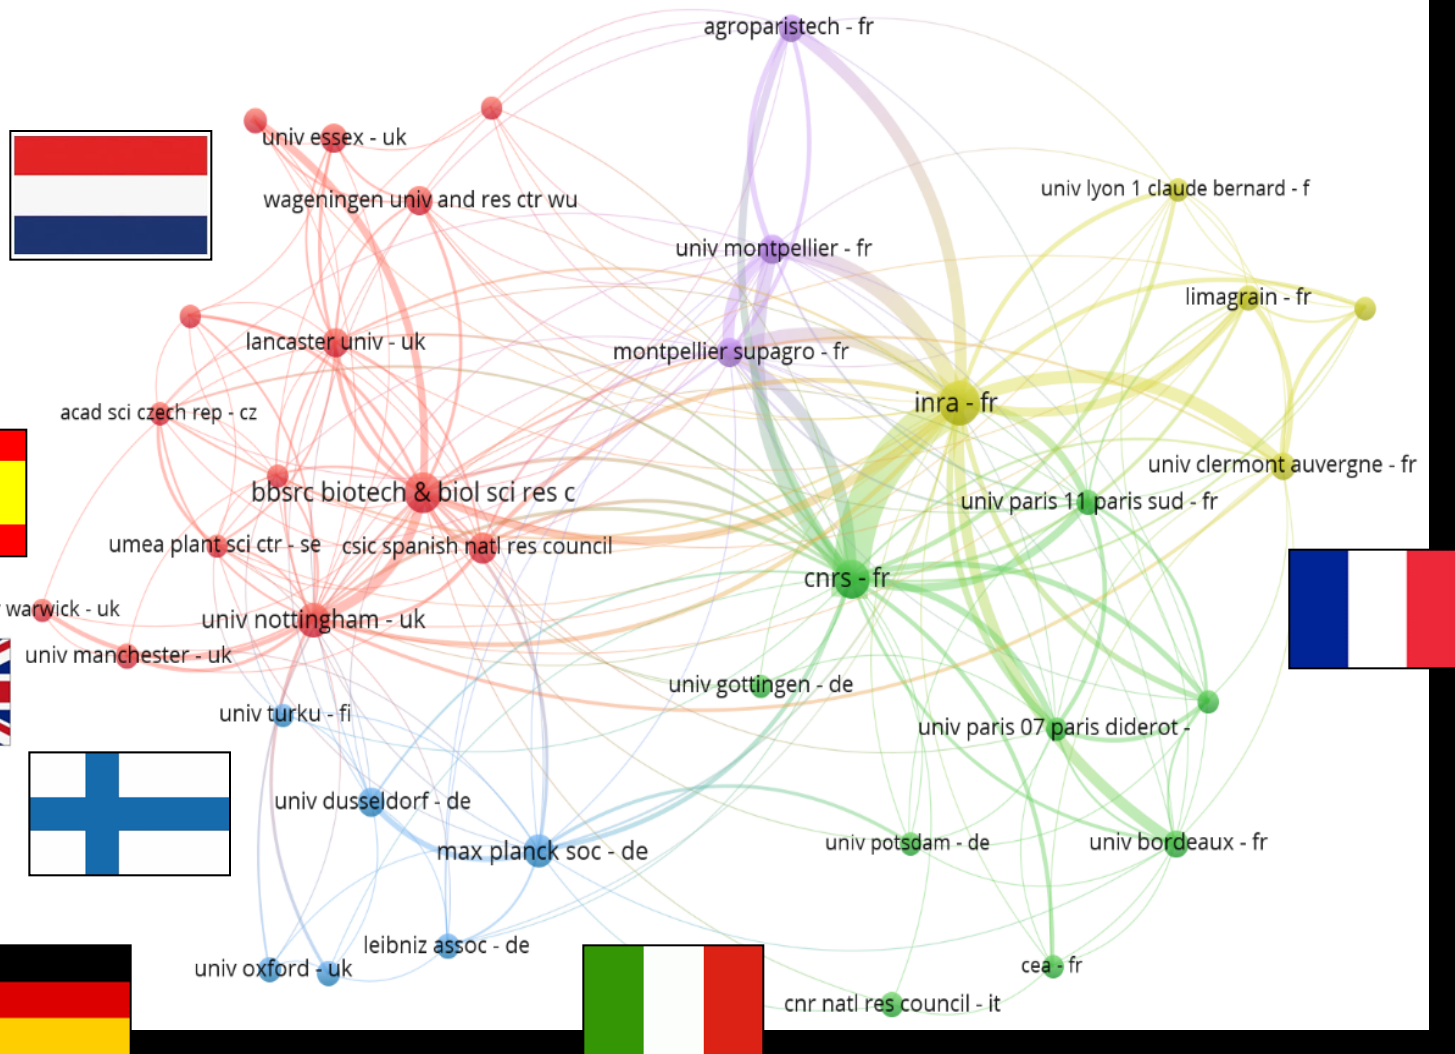 agroparistech - fr
univ essex - uk
wageningen univ and res ctr wu
univ lyon 1 claude bernard - f
univ montpellier - fr
limagrain - fr
lancaster univ - uk
montpellier supagro - fr
inra - fr
acad sci czech rep - cz
univ clermont auvergne - fr
bbsrc biotech & biol sci res c
univ paris 11 paris sud - fr
umea plant sci ctr - se
csic spanish natl res council
cnrs - fr
warwick - uk
univ nottingham - uk
univ manchester - uk
univ gottingen - de
univ turku - fi
univ paris 07 paris diderot -
univ dusseldorf - de
max planck soc - de
univ potsdam - de
univ bordeaux - fr
leibniz assoc - de
univ oxford - uk
cea - fr
cnr natl res council - it